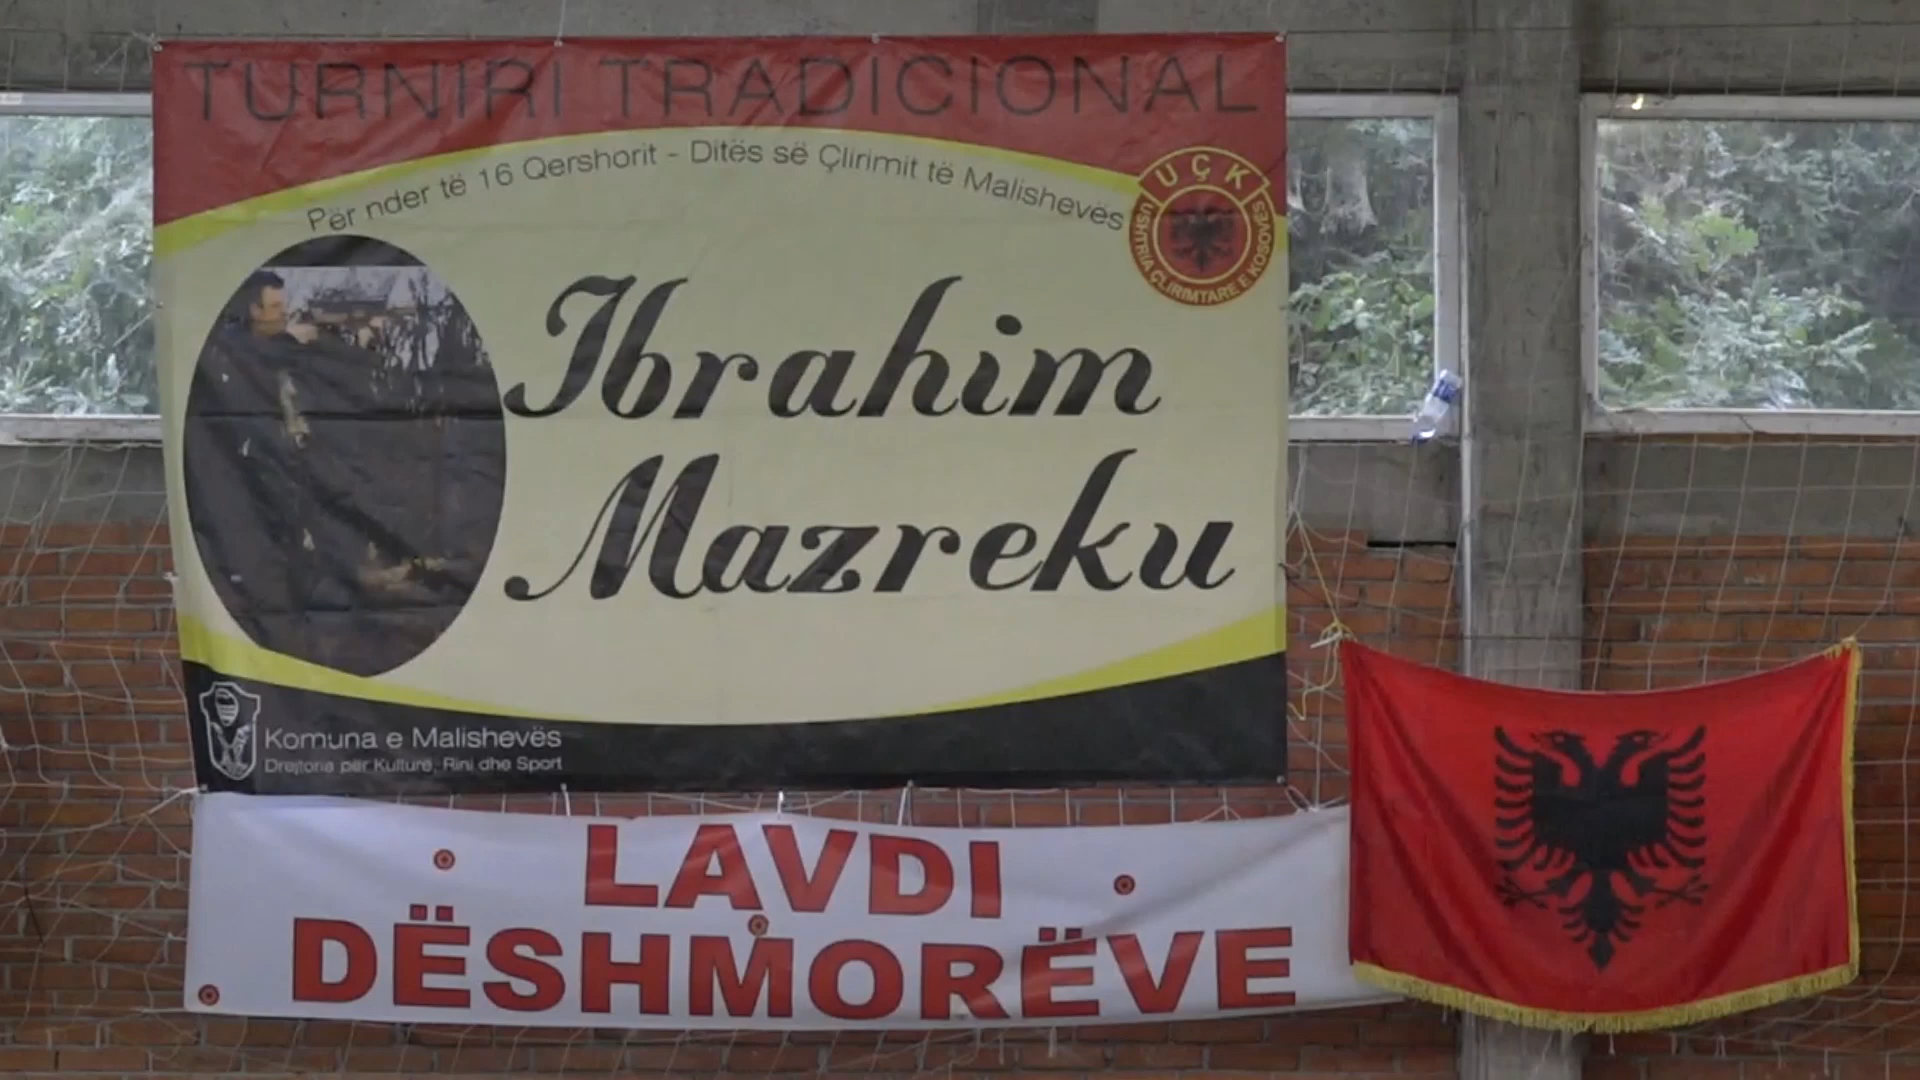 TURNIRI TRADICIONAL
Për nder të 16 Qershorit - Ditës së Çlirimit të Malishevës
UÇK
USHTRIA ÇLIRIMTARE E KOSOVËS
Ibrahim
Mazreku
Komuna e Malishevës
Drejtoria për Kulturë, Rini dhe Sport
LAVDI
DËSHMORËVE